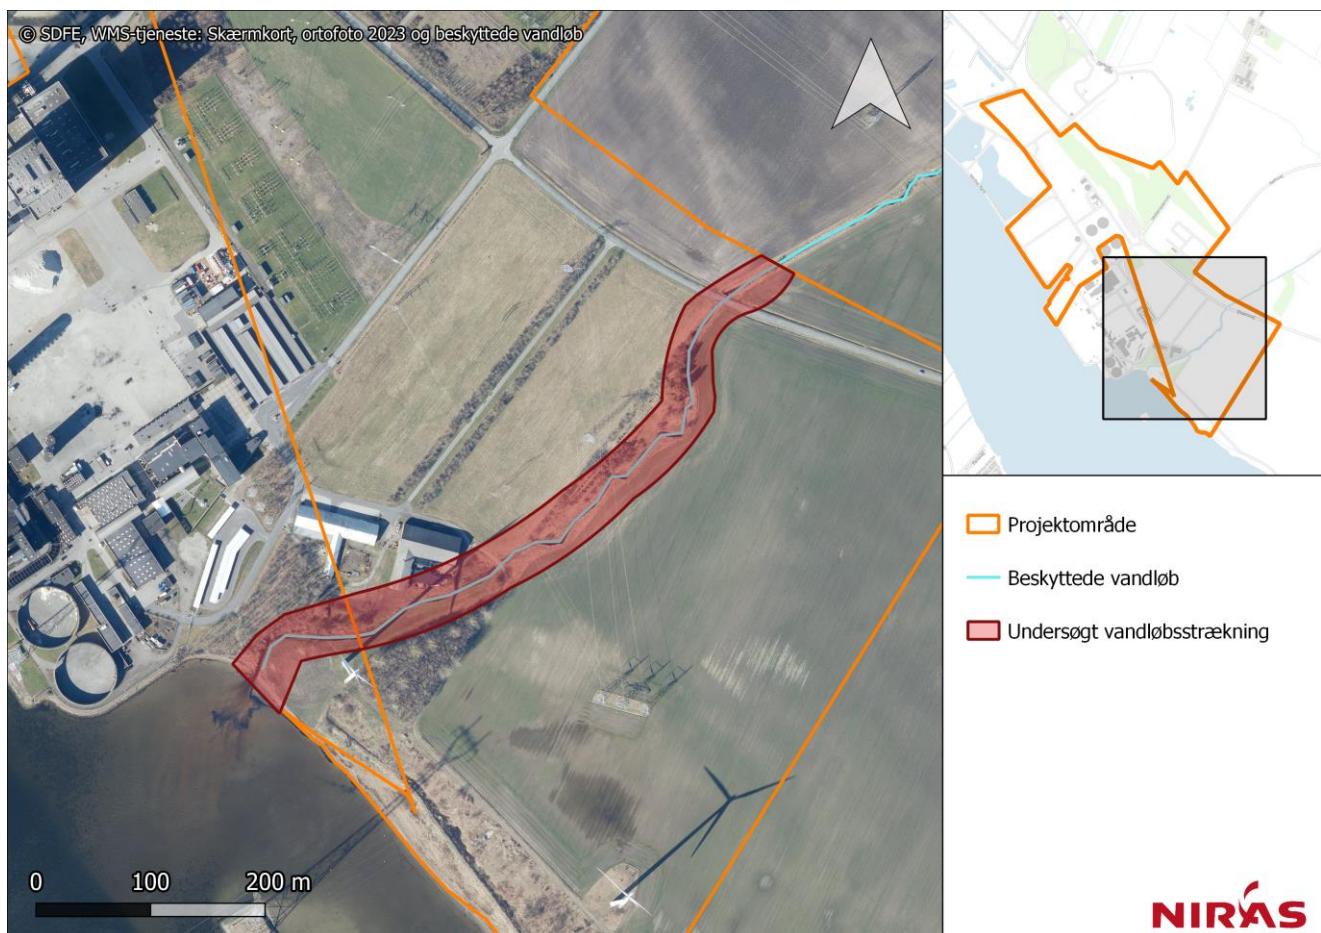 © SDFE, WMS-tjeneste: Skærmkort, ortofoto 2023 og beskyttede vandløb
Projektområde
Beskyttede vandløb
Undersøgt vandløbsstrækning
0 100 200 m
NIRAS